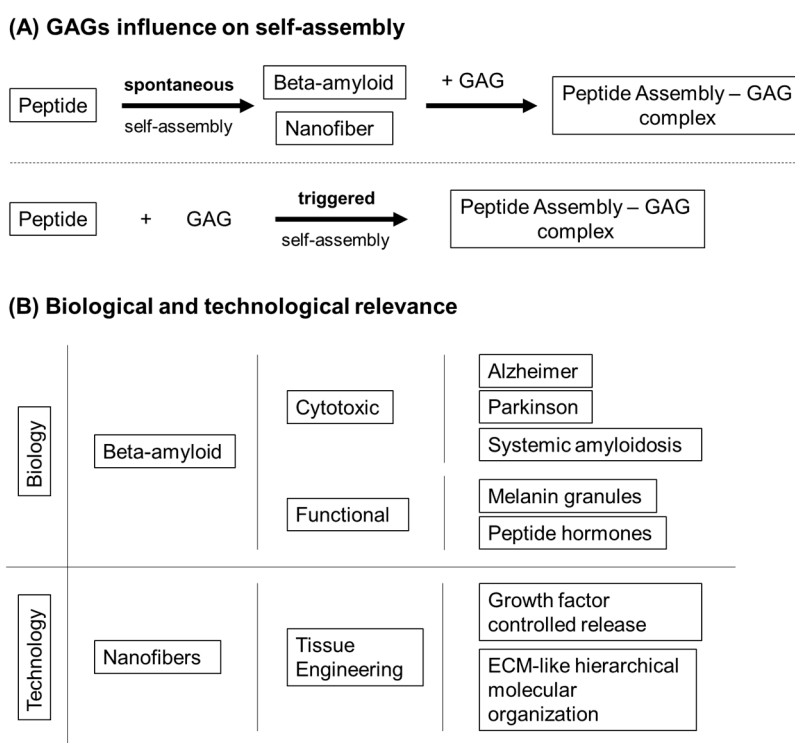 (A) GAGs influence on self-assembly
Peptide
spontaneous
self-assembly
Beta-amyloid
Nanofiber
+ GAG
Peptide Assembly – GAG
complex
Peptide
+
GAG
triggered
self-assembly
Peptide Assembly – GAG
complex
(B) Biological and technological relevance
Biology
Beta-amyloid
Cytotoxic
Alzheimer
Parkinson
Systemic amyloidosis
Functional
Melanin granules
Peptide hormones
Technology
Nanofibers
Tissue
Engineering
Growth factor
controlled release
ECM-like hierarchical
molecular
organization